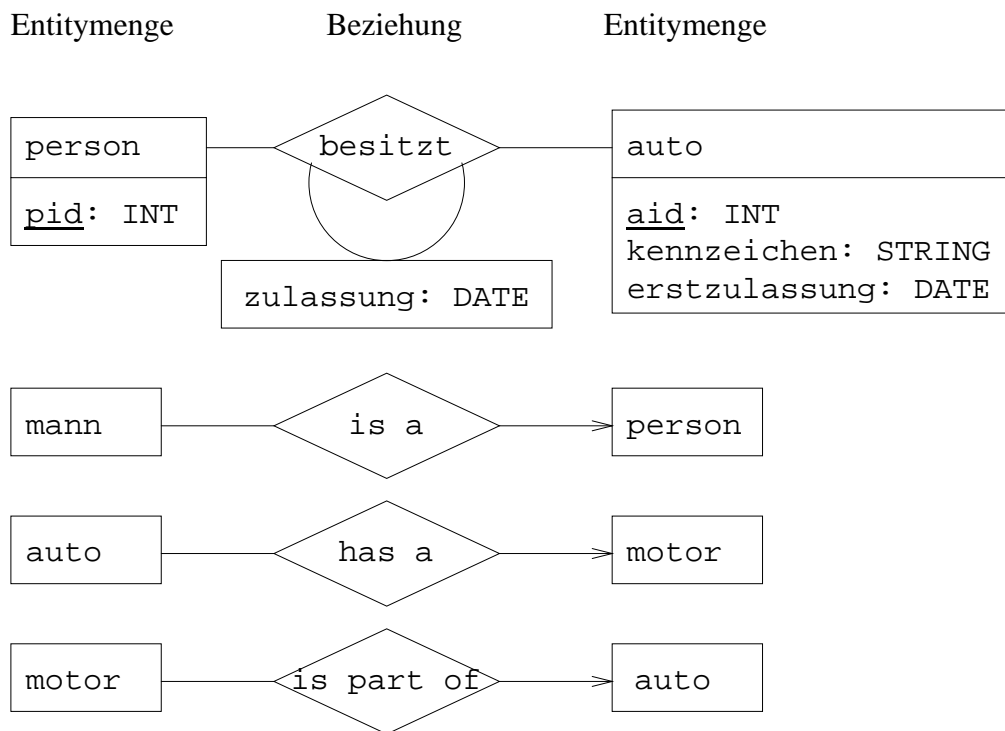 Entitymenge Beziehung Entitymenge
person besitzt auto
pid: INT aid: INT
kennzeichen: STRING
zulassung: DATE erstzulassung: DATE
mann is a person
auto has a motor
motor is part of auto